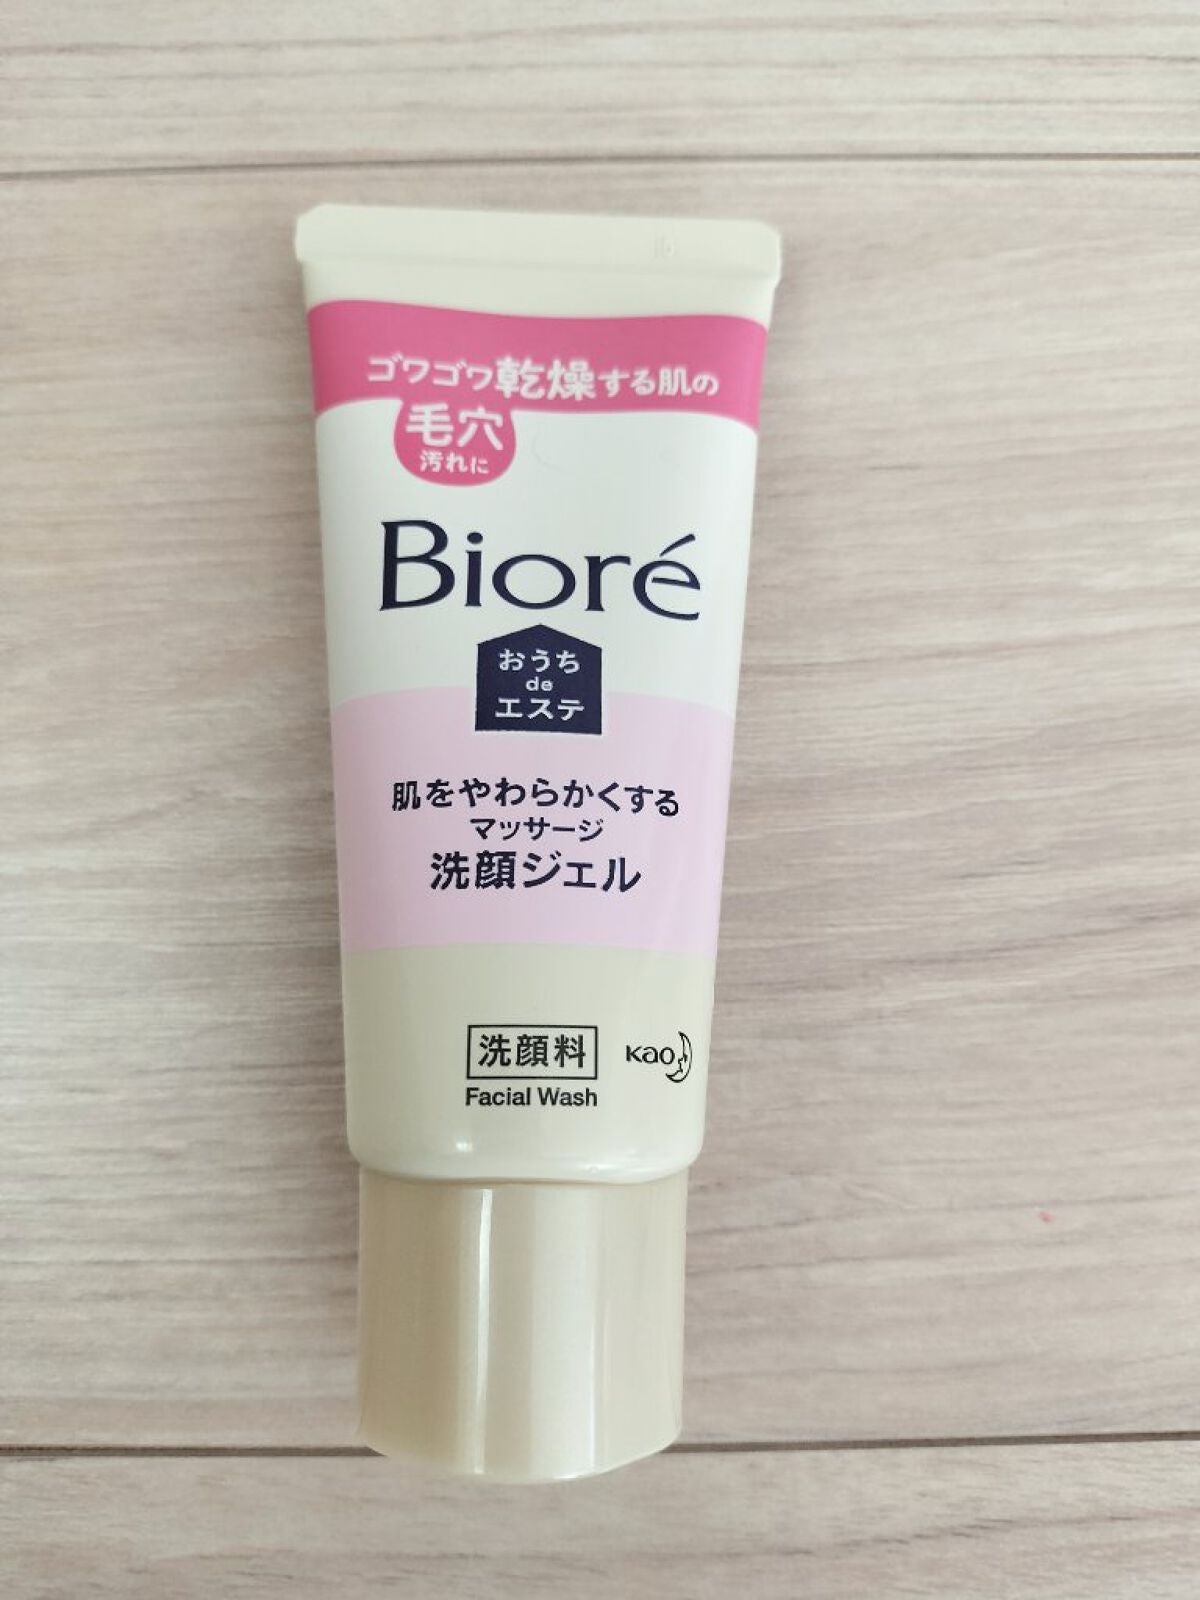 ゴワゴワ乾燥する肌の
毛穴
汚れに
Bioré
おうち
de
エステ
肌をやわらかくする
マッサージ
洗顔ジェル
洗顔料
Kao
Facial Wash